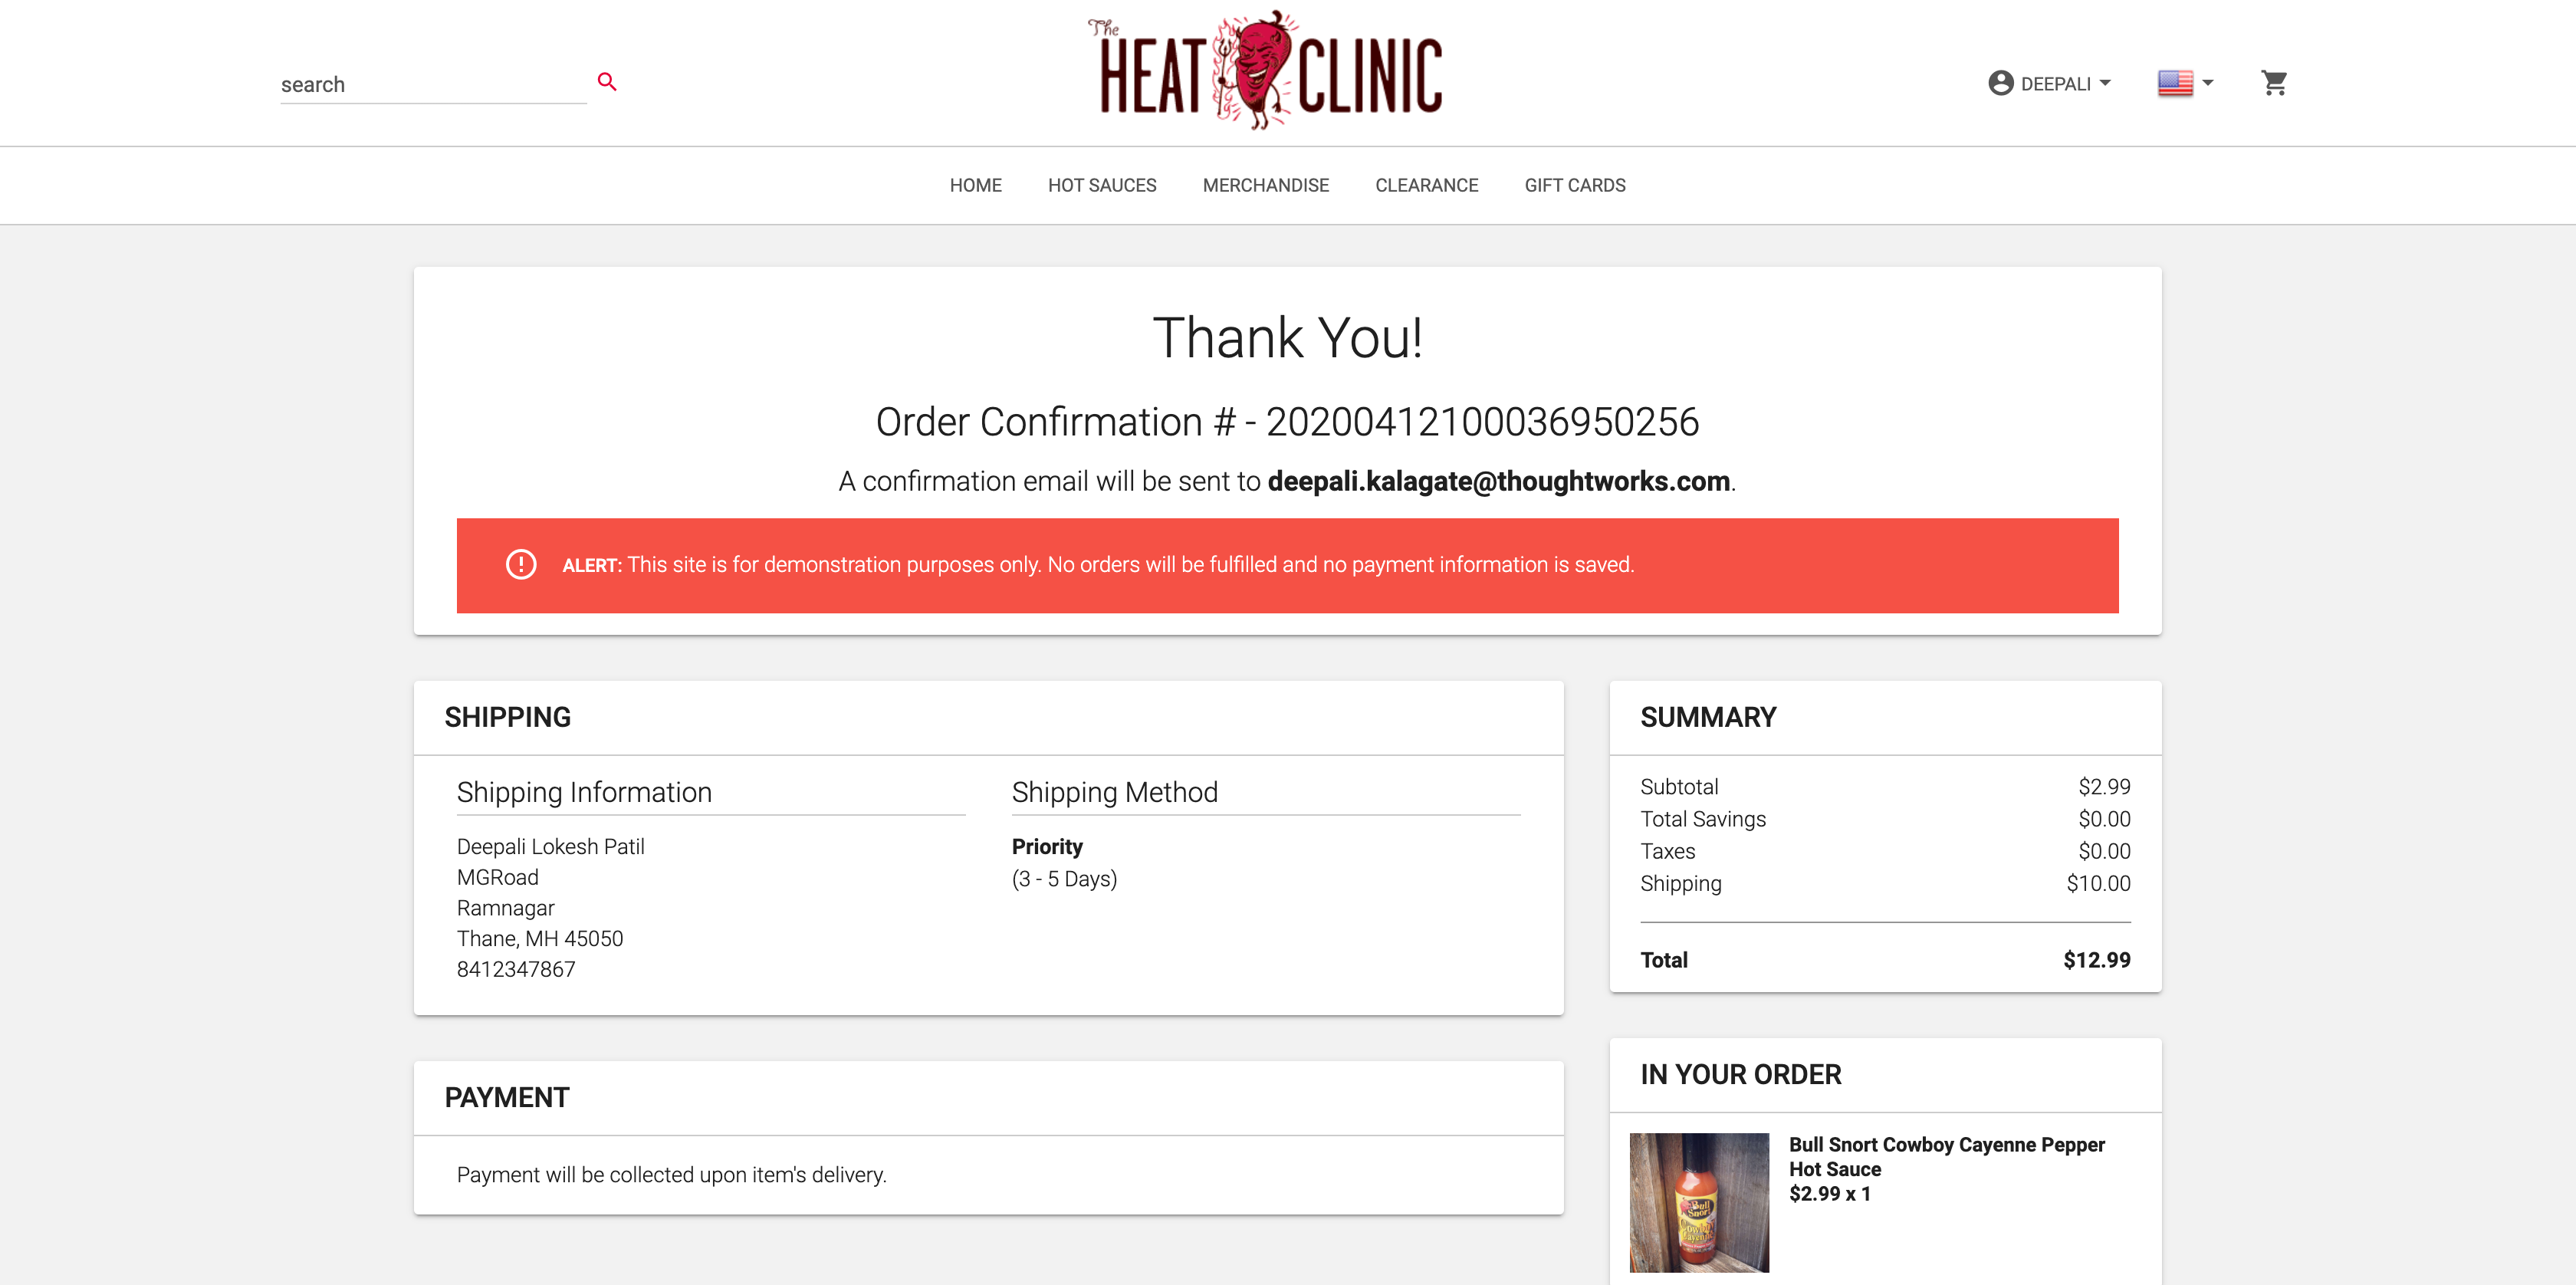 search
The
HEAT CLINIC
DEEPALI
HOME HOT SAUCES MERCHANDISE CLEARANCE GIFT CARDS
Thank You!
Order Confirmation # - 20200412100036950256
A confirmation email will be sent to deepali.kalagate@thoughtworks.com.
ALERT: This site is for demonstration purposes only. No orders will be fulfilled and no payment information is saved.
SHIPPING
Shipping Information
Deepali Lokesh Patil
MGRoad
Ramnagar
Thane, MH 45050
8412347867
Shipping Method
Priority
(3 - 5 Days)
PAYMENT
Payment will be collected upon item's delivery.
SUMMARY
Subtotal $2.99
Total Savings $0.00
Taxes $0.00
Shipping $10.00
Total $12.99
IN YOUR ORDER
Bull Snort Cowboy Cayenne Pepper
Hot Sauce
$2.99 x 1
Bull
Snort
Cowboy
Cayenne